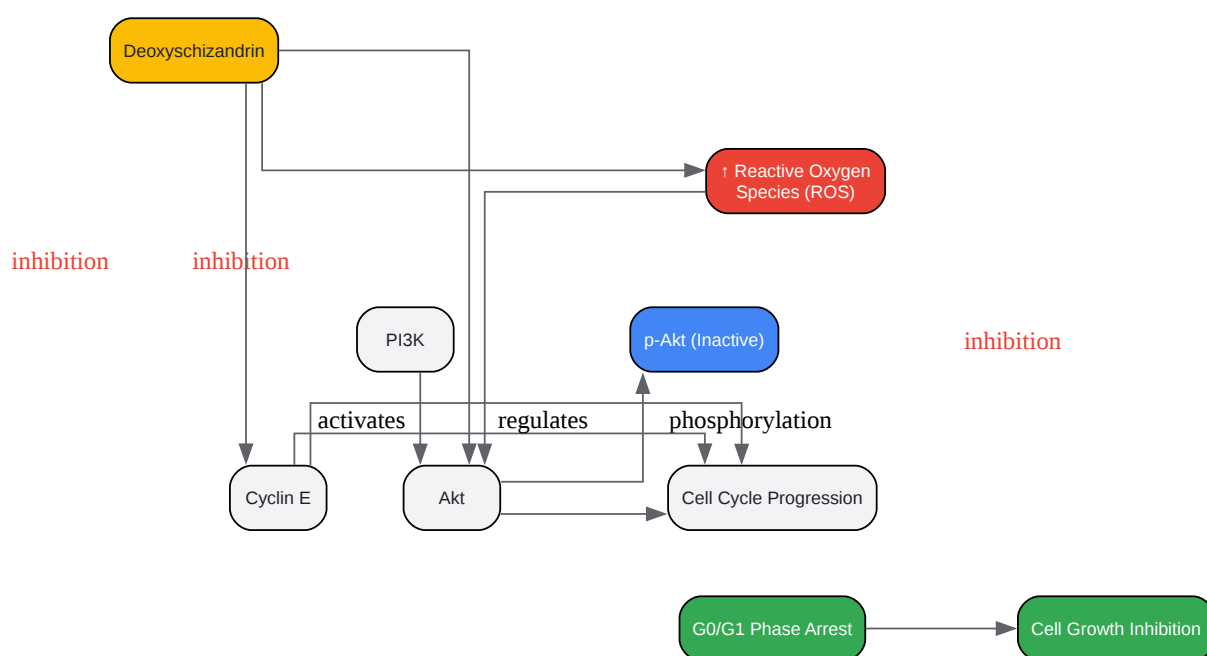 Deoxyschizandrin
↑ Reactive Oxygen
Species (ROS)
inhibition
inhibition
PI3K
p-Akt (Inactive)
inhibition
activates
regulates
phosphorylation
Cyclin E
Akt
Cell Cycle Progression
G0/G1 Phase Arrest
Cell Growth Inhibition